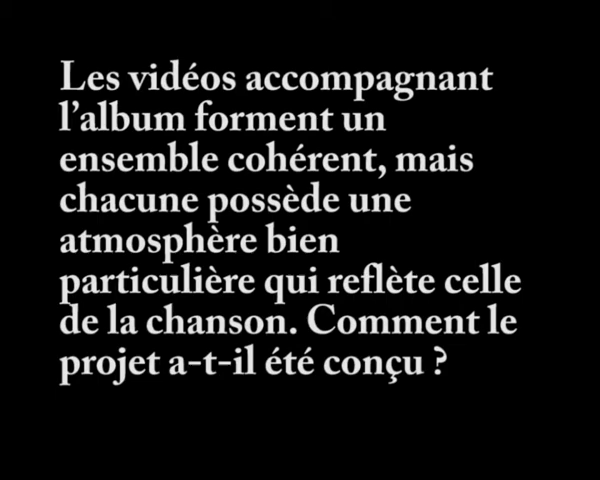 Les vidéos accompagnant
l’album forment un
ensemble cohérent, mais
chacune possède une
atmosphère bien
particulière qui reflète celle
de la chanson. Comment le
projet a-t-il été conçu ?